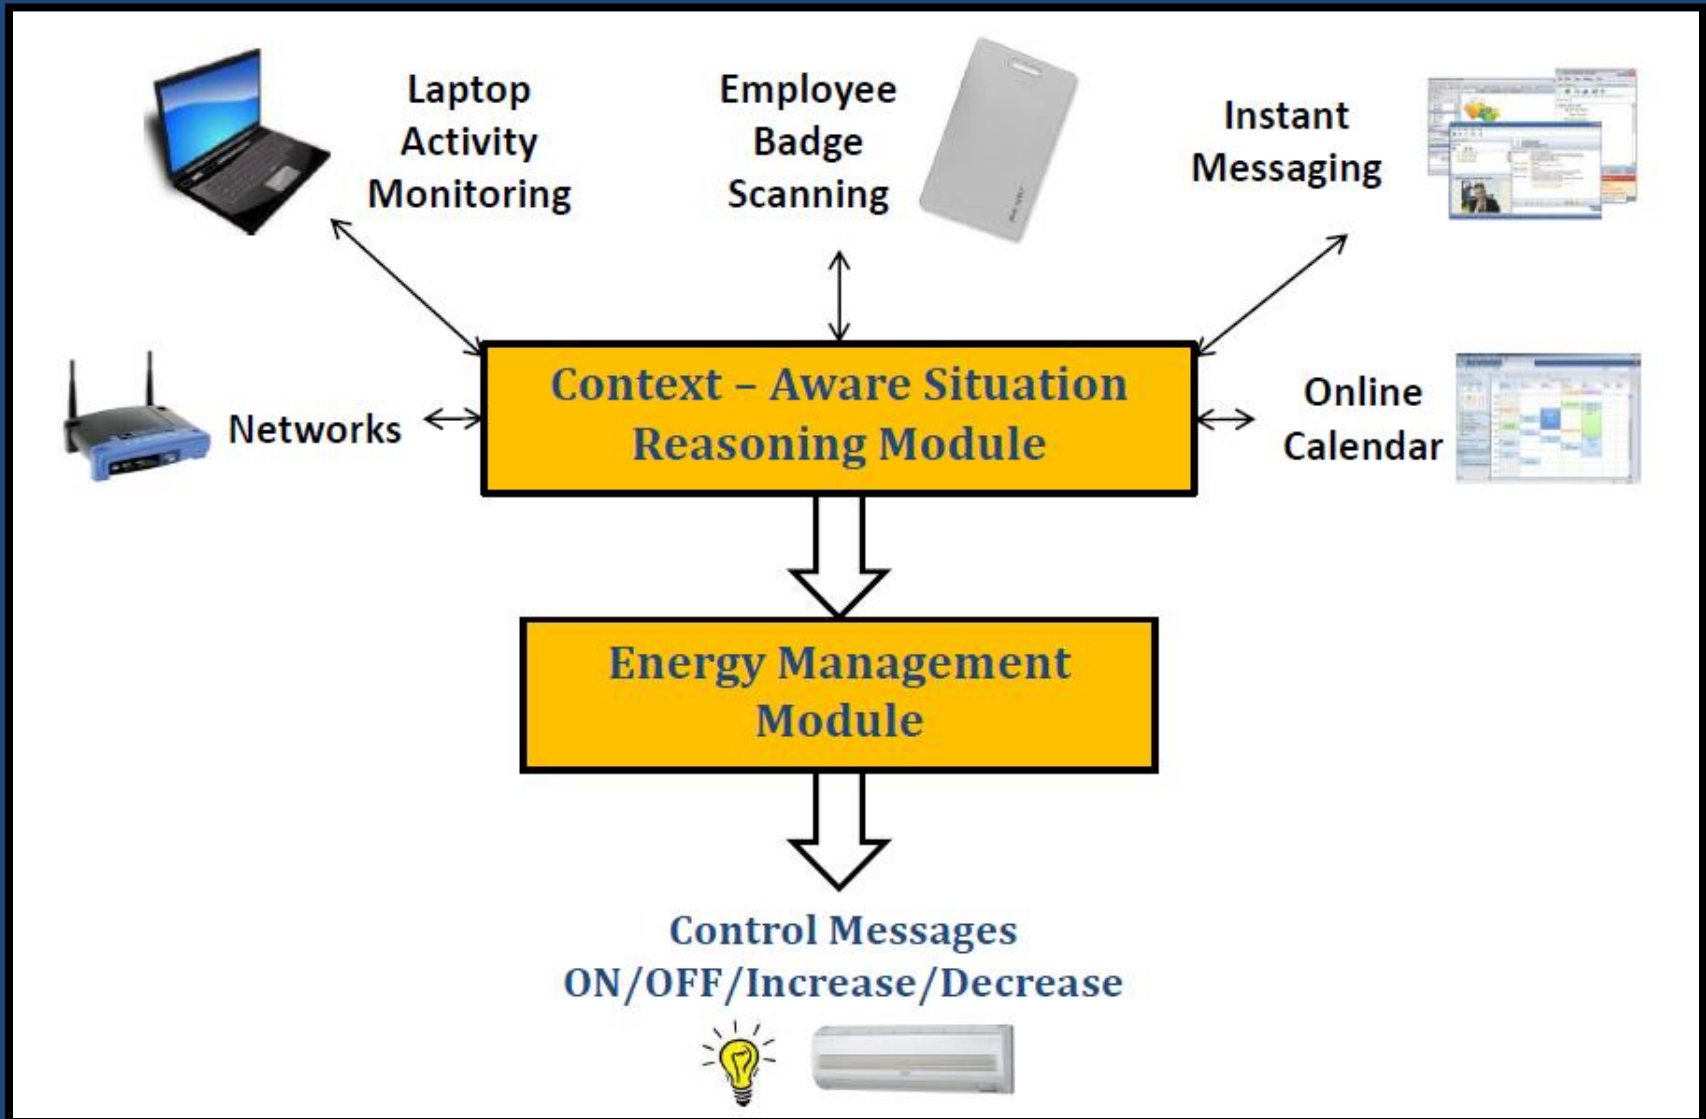 Laptop
Activity
Monitoring
Employee
Badge
Scanning
Instant
Messaging
Networks
Context – Aware Situation
Reasoning Module
Online
Calendar
Energy Management
Module
Control Messages
ON/OFF/Increase/Decrease